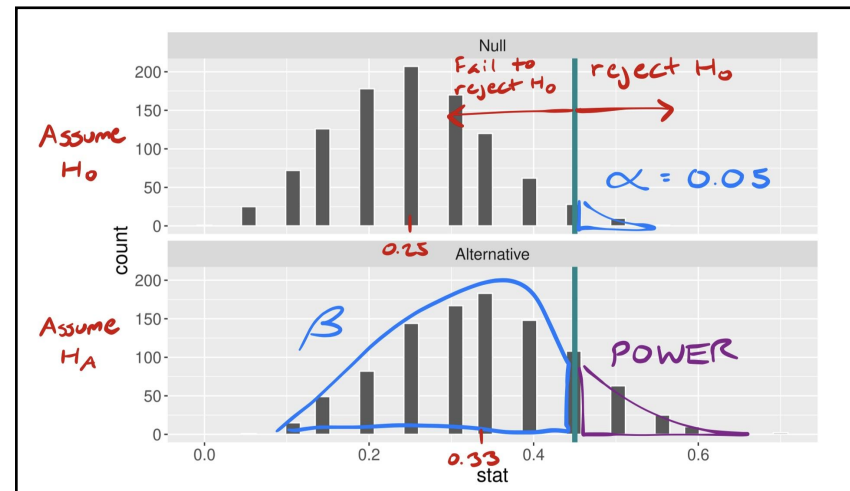 Null
Fail to
reject H₀
reject H₀
200
150
100
50
0
Assume
H₀
α = 0.05
count
0.25
Alternative
200
150
100
50
0
Assume
H_A
β
POWER
0.0
0.2
0.4
0.6
0.33
stat